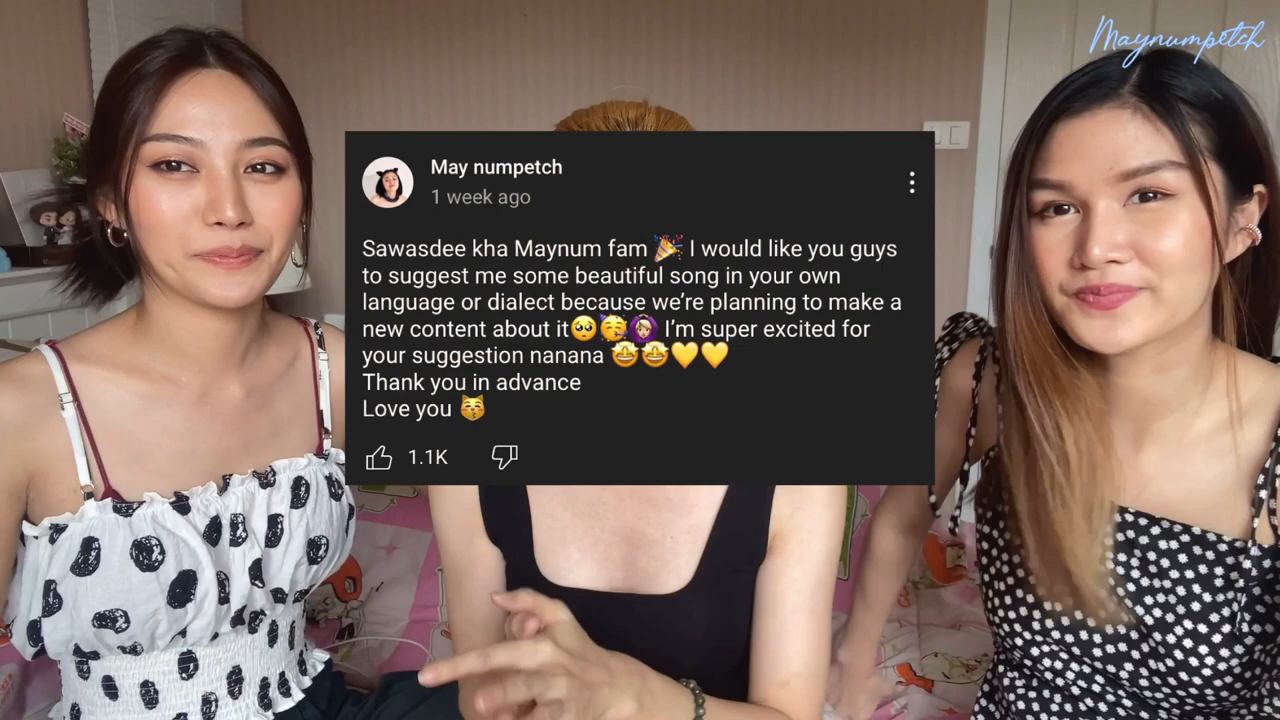 Maynumpetch
May numpetch
1 week ago
Sawasdee kha Maynum fam 🎉 I would like you guys
to suggest me some beautiful song in your own
language or dialect because we're planning to make a
new content about it🥺🥳🙆🏼‍♀️ I'm super excited for
your suggestion nanana 🤩🤩💛💛
Thank you in advance
Love you 😽
1.1K